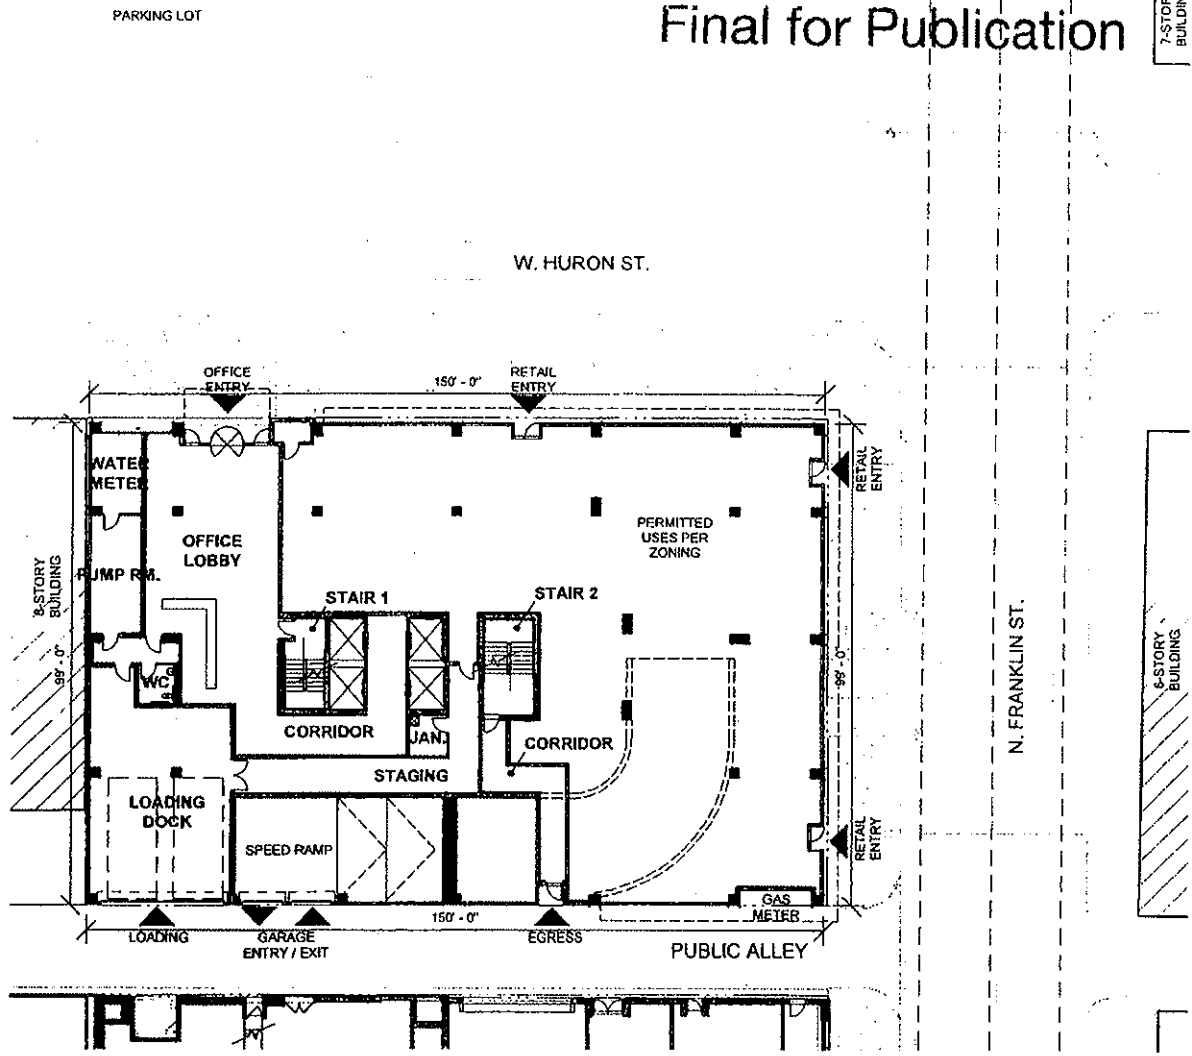 PARKING LOT
Final for Publication
7-STORY
BUILDING
W. HURON ST.
OFFICE
ENTRY
150' - 0"
RETAIL
ENTRY
WATER
METER
RETAIL
ENTRY
OFFICE
LOBBY
PERMITTED
USES PER
ZONING
8-STORY
BUILDING
PUMP RM.
STAIR 1
STAIR 2
N. FRANKLIN ST.
6-STORY
BUILDING
99' - 0"
99' - 0"
WC
CORRIDOR
JAN.
CORRIDOR
STAGING
LOADING
DOCK
SPEED RAMP
RETAIL
ENTRY
GAS
METER
150' - 0"
LOADING
GARAGE
ENTRY / EXIT
EGRESS
PUBLIC ALLEY